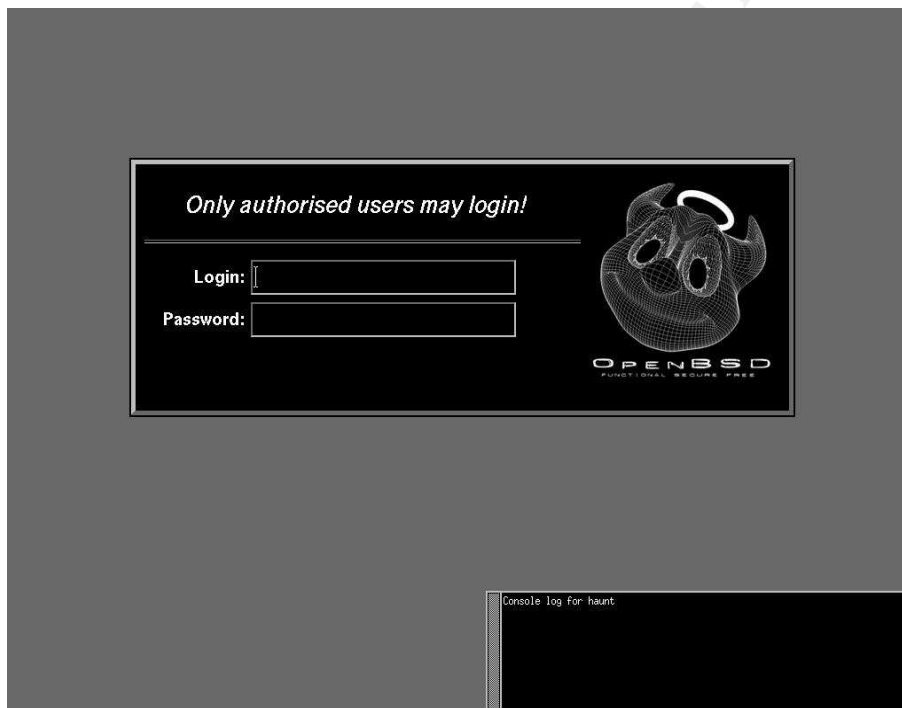 Only authorised users may login!
Login:
Password:
OPENBSD
FUNCTIONAL SECURE FREE
Console log for haunt